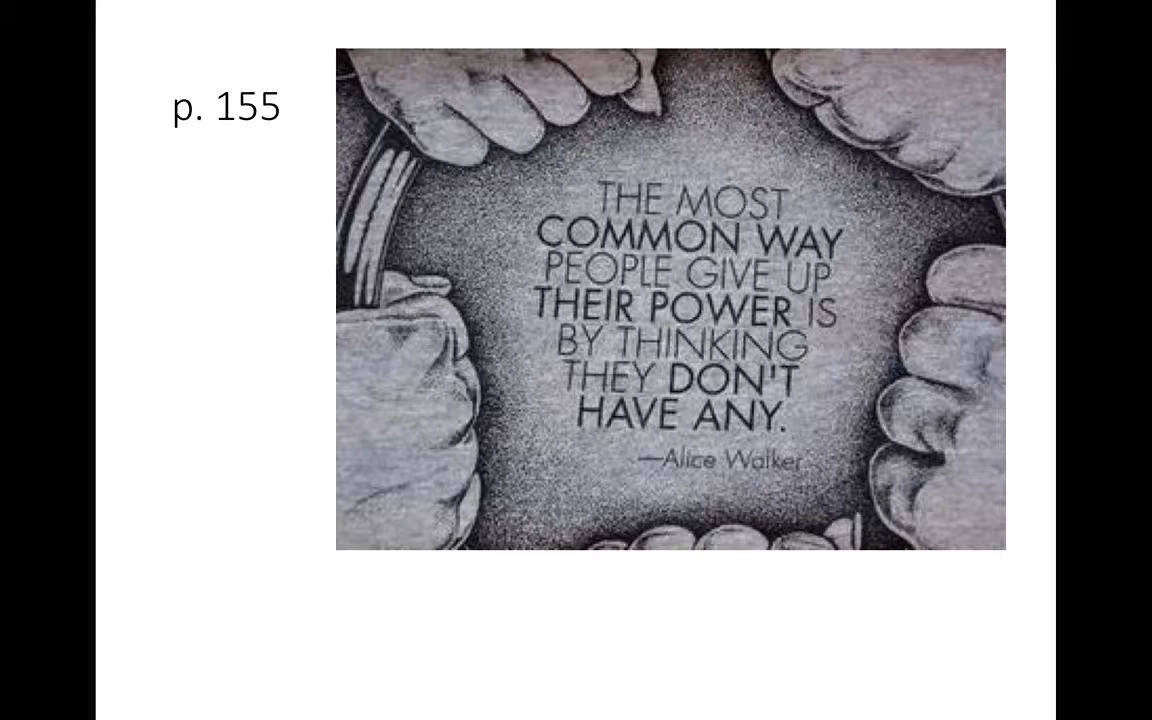 p. 155
THE MOST
COMMON WAY
PEOPLE GIVE UP
THEIR POWER IS
BY THINKING
THEY DON'T
HAVE ANY.
—Alice Walker